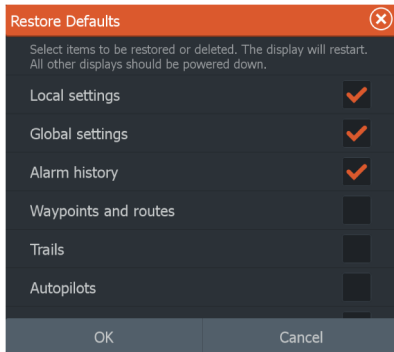 Restore Defaults
Select items to be restored or deleted. The display will restart.
All other displays should be powered down.
Local settings
Global settings
Alarm history
Waypoints and routes
Trails
Autopilots
OK
Cancel